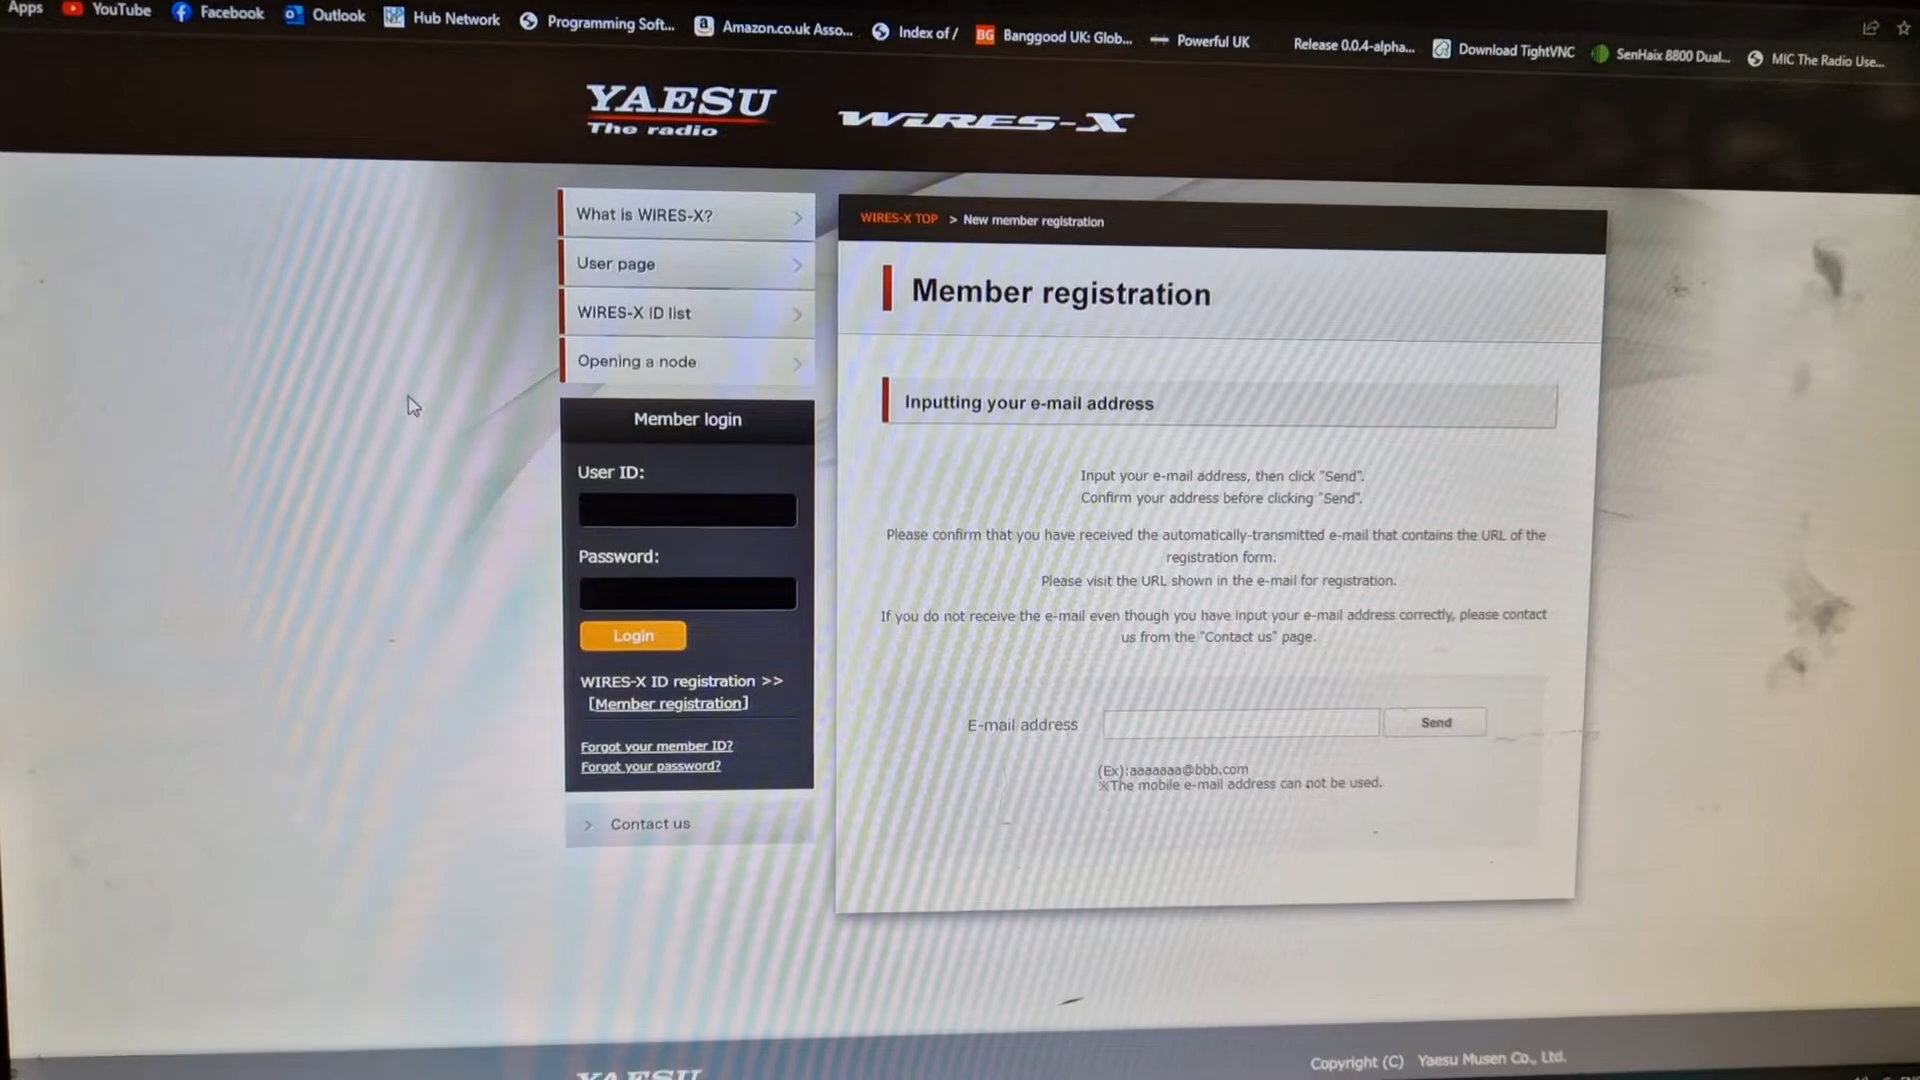 Apps YouTube Facebook Outlook Hub Network Programming Soft... Amazon.co.uk Asso... Index of / BG Banggood UK: Glob... Powerful UK Release 0.0.4-alpha... Download TightVNC SenHaix 8800 Dual... MIC The Radio Use...
YAESU
The radio
WIRES-X
What is WIRES-X?
User page
WIRES-X ID list
Opening a node
Member login
User ID:
Password:
Login
WIRES-X ID registration >>
[Member registration]
Forgot your member ID?
Forgot your password?
> Contact us
WIRES-X TOP > New member registration
Member registration
Inputting your e-mail address
Input your e-mail address, then click "Send".
Confirm your address before clicking "Send".
Please confirm that you have received the automatically-transmitted e-mail that contains the URL of the
registration form.
Please visit the URL shown in the e-mail for registration.
If you do not receive the e-mail even though you have input your e-mail address correctly, please contact
us from the "Contact us" page.
E-mail address Send
(Ex):aaaaaaa@bbb.com
※The mobile e-mail address can not be used.
YAESU
Copyright (C) Yaesu Musen Co., Ltd.